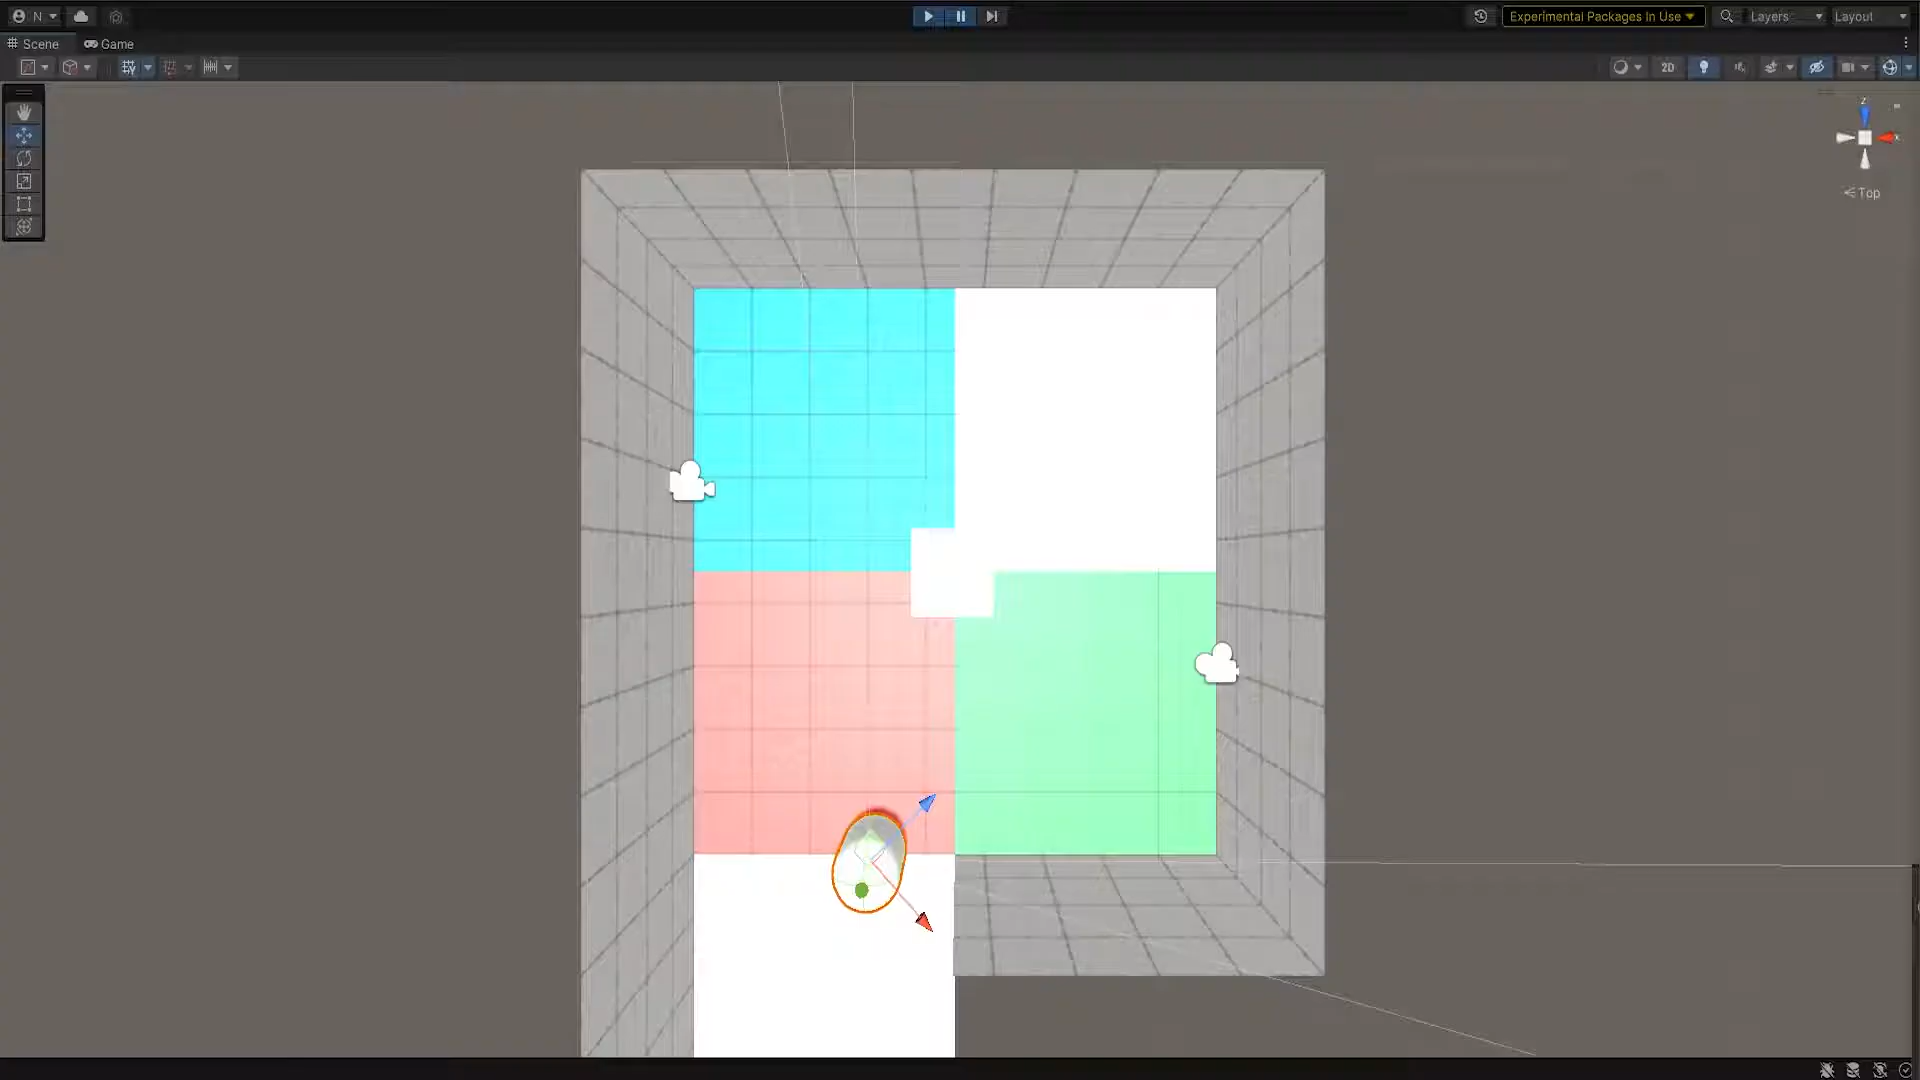 N
Experimental Packages In Use
Layers
Layout
Scene
Game
2D
z
x
Top